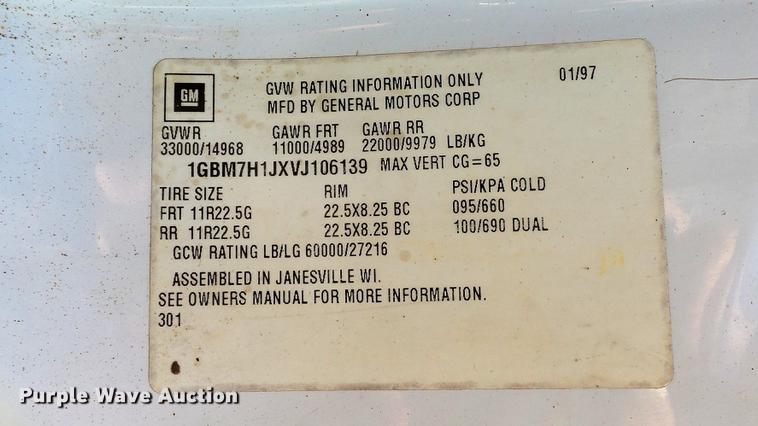 GM
GVW RATING INFORMATION ONLY 01/97
MFD BY GENERAL MOTORS CORP
GVWR GAWR FRT GAWR RR
33000/14968 11000/4989 22000/9979 LB/KG
1GBM7H1JXVJ106139 MAX VERT CG=65
TIRE SIZE RIM PSI/KPA COLD
FRT 11R22.5G 22.5X8.25 BC 095/660
RR 11R22.5G 22.5X8.25 BC 100/690 DUAL
GCW RATING LB/LG 60000/27216
ASSEMBLED IN JANESVILLE WI.
SEE OWNERS MANUAL FOR MORE INFORMATION.
301
Purple Wave Auction